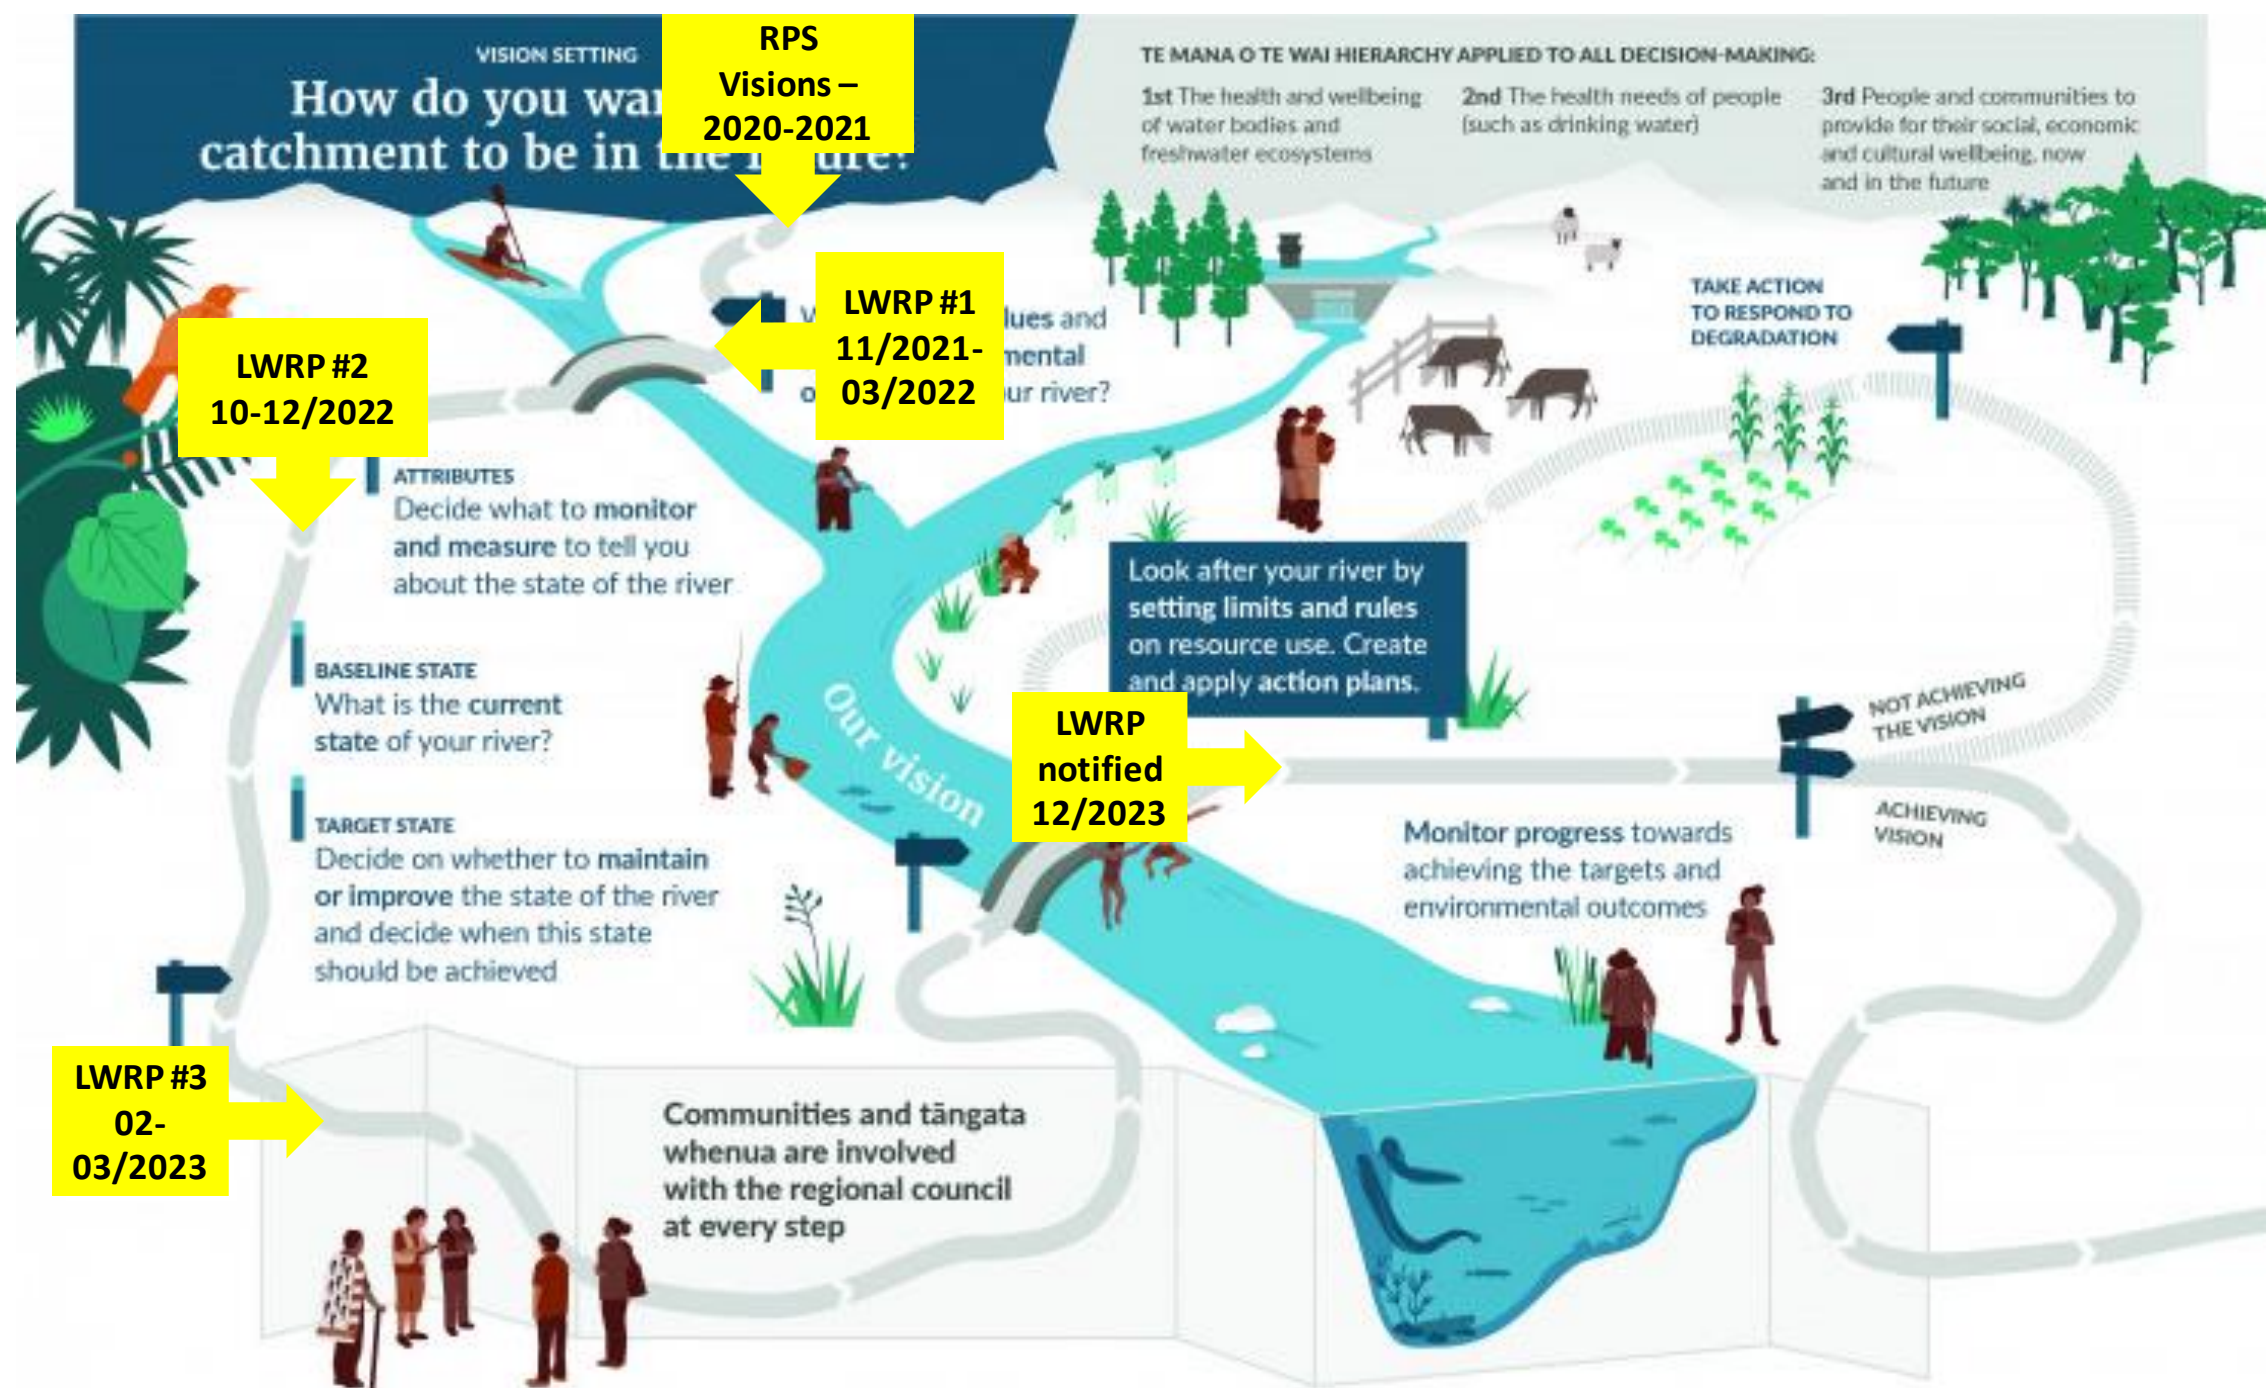 VISION SETTING
How do you wa
catchment to be in
RPS
Visions –
2020-2021
TE MANA O TE WAI HIERARCHY APPLIED TO ALL DECISION-MAKING:
1st The health and wellbeing
of water bodies and
freshwater ecosystems
2nd The health needs of people
(such as drinking water)
3rd People and communities to
provide for their social, economic
and cultural wellbeing, now
and in the future
LWRP #1
11/2021-
03/2022
lues and
mental
ur river?
TAKE ACTION
TO RESPOND TO
DEGRADATION
LWRP #2
10-12/2022
ATTRIBUTES
Decide what to monitor
and measure to tell you
about the state of the river
BASELINE STATE
What is the current
state of your river?
TARGET STATE
Decide on whether to maintain
or improve the state of the river
and decide when this state
should be achieved
Our vision
Look after your river by
setting limits and rules
on resource use. Create
and apply action plans.
LWRP
notified
12/2023
NOT ACHIEVING
THE VISION
ACHIEVING
VISION
Monitor progress towards
achieving the targets and
environmental outcomes
LWRP #3
02-
03/2023
Communities and tāngata
whenua are involved
with the regional council
at every step